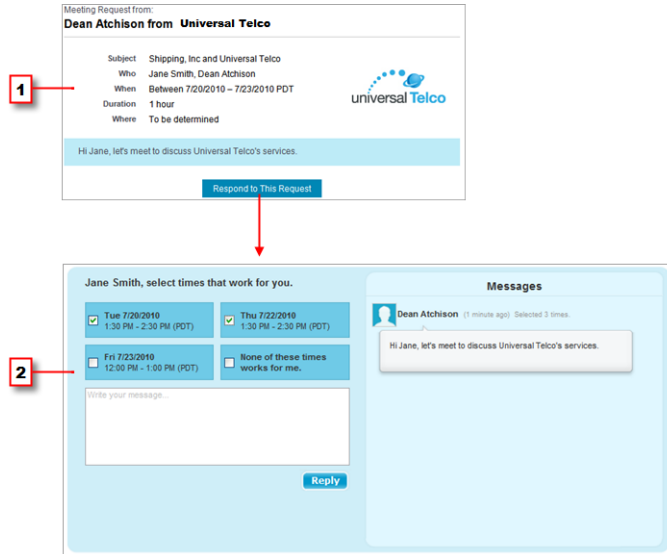 Meeting Request from:
Dean Atchison from Universal Telco
Subject Shipping, Inc and Universal Telco
Who Jane Smith, Dean Atchison
When Between 7/20/2010 – 7/23/2010 PDT
Duration 1 hour
Where To be determined
universal Telco
Hi Jane, let's meet to discuss Universal Telco's services.
Respond to This Request
1
Jane Smith, select times that work for you.
Tue 7/20/2010
1:30 PM - 2:30 PM (PDT)
Thu 7/22/2010
1:30 PM - 2:30 PM (PDT)
Fri 7/23/2010
12:00 PM - 1:00 PM (PDT)
None of these times
works for me.
Write your message...
Reply
2
Messages
Dean Atchison (1 minute ago) Selected 3 times.
Hi Jane, let's meet to discuss Universal Telco's services.